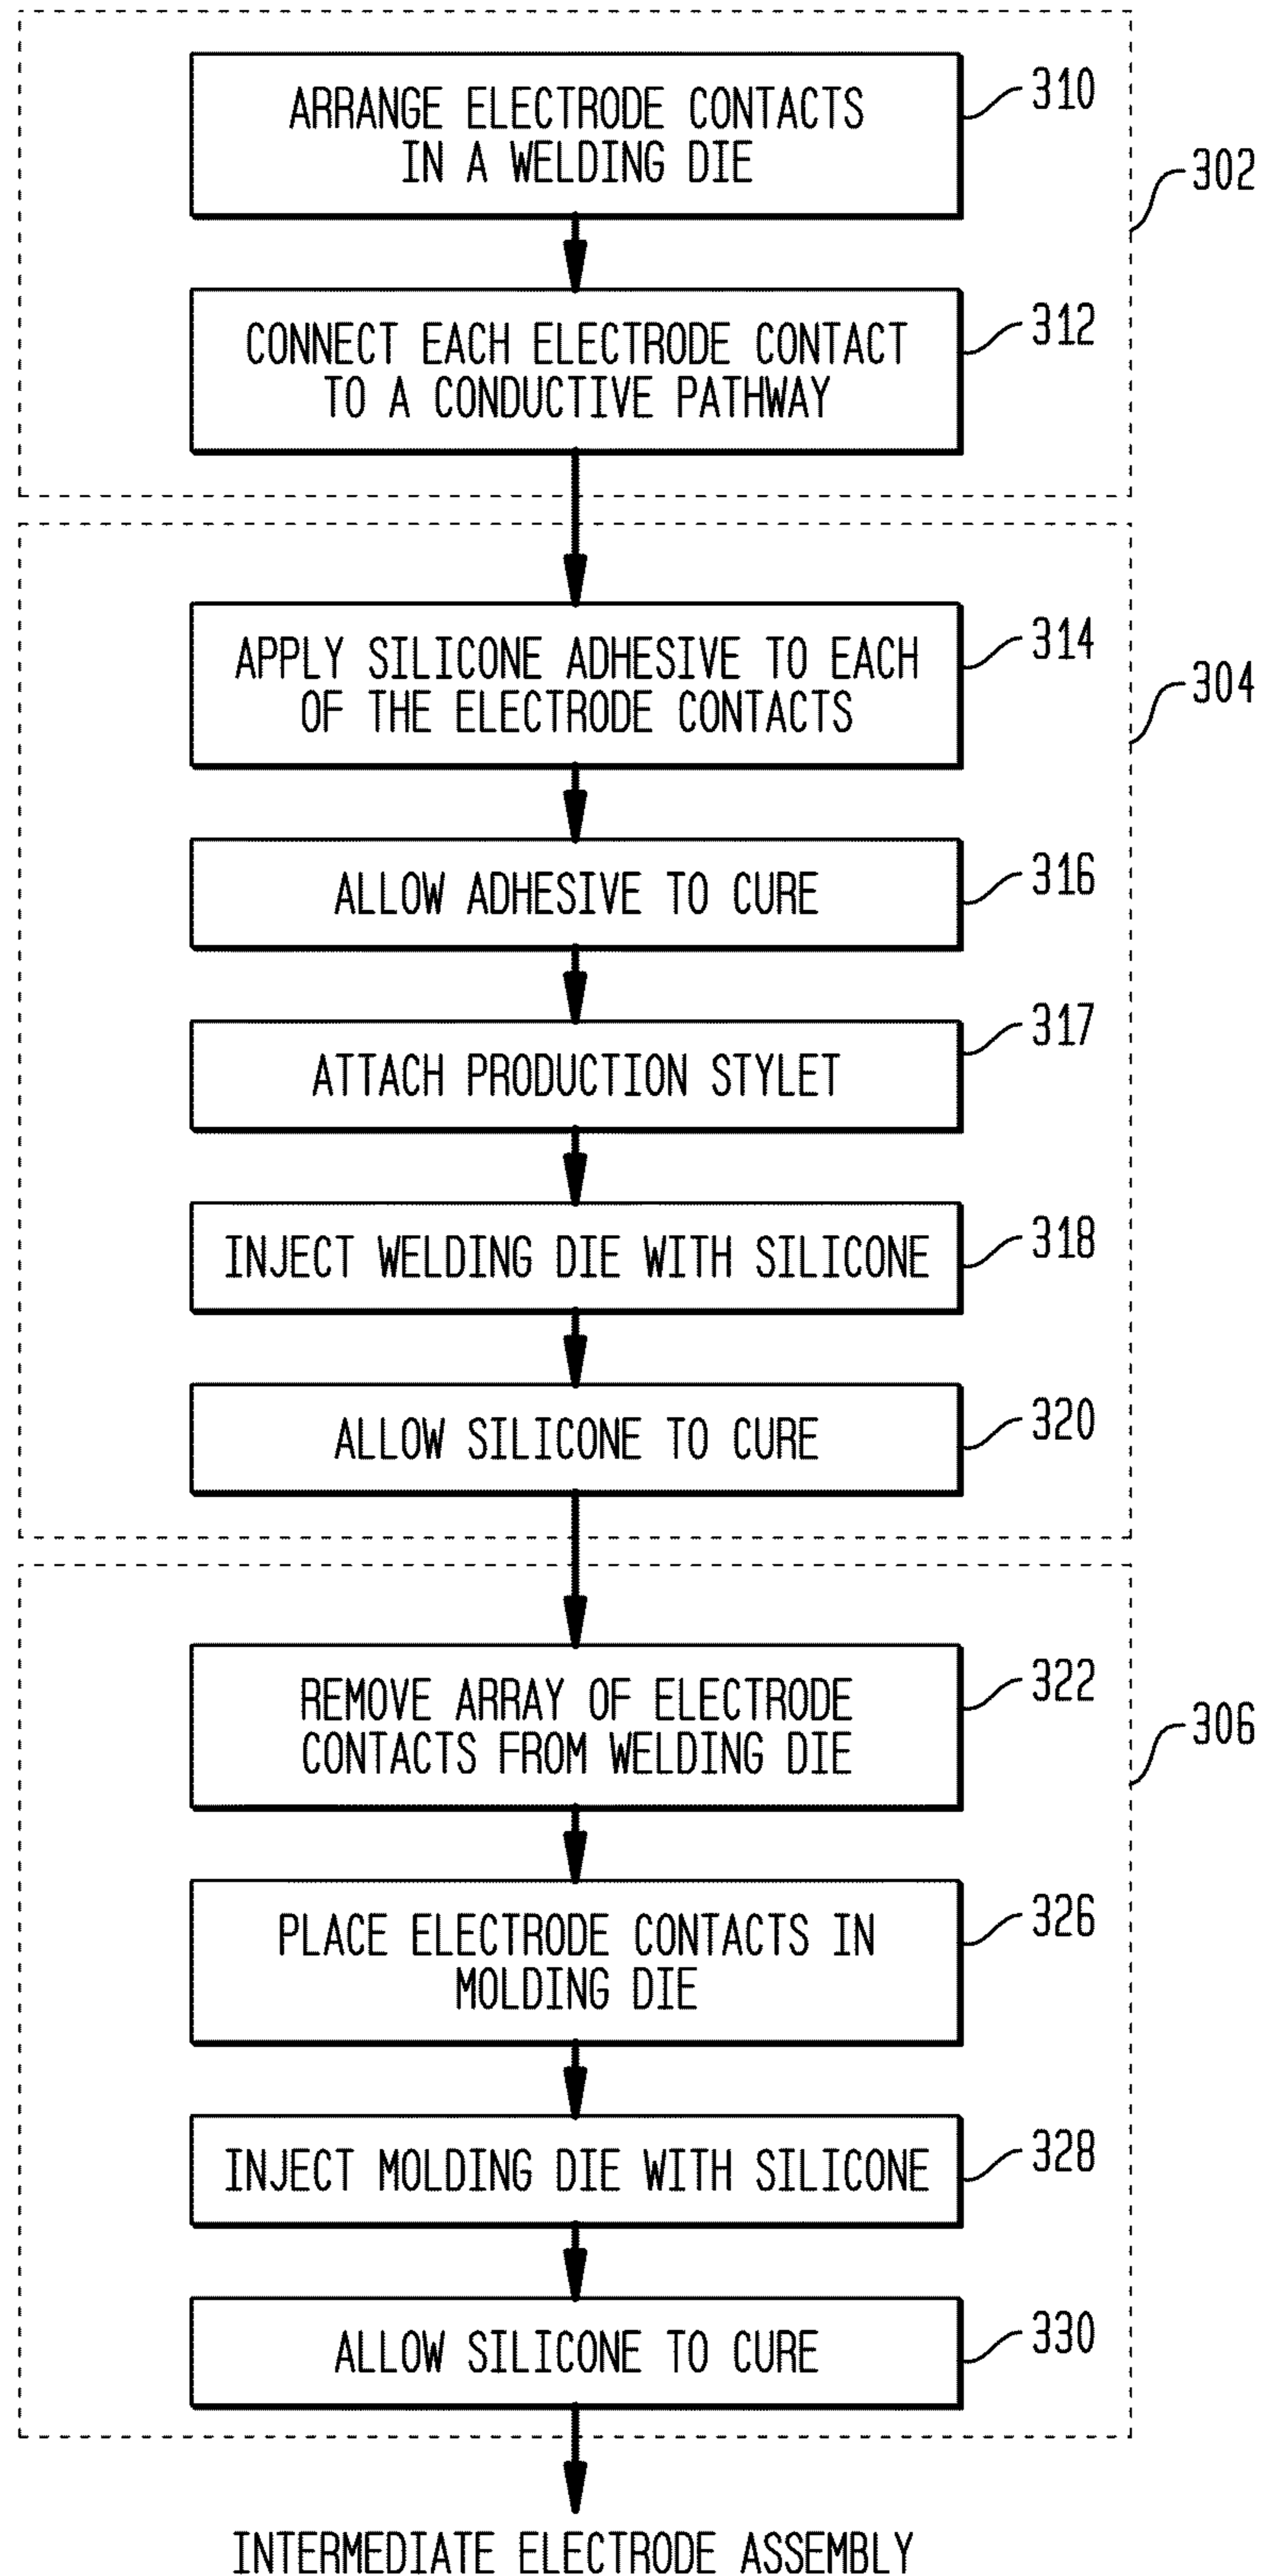 ARRANGE ELECTRODE CONTACTS
IN A WELDING DIE
310
302
CONNECT EACH ELECTRODE CONTACT
TO A CONDUCTIVE PATHWAY
312
APPLY SILICONE ADHESIVE TO EACH
OF THE ELECTRODE CONTACTS
314
304
ALLOW ADHESIVE TO CURE
316
ATTACH PRODUCTION STYLET
317
INJECT WELDING DIE WITH SILICONE
318
ALLOW SILICONE TO CURE
320
REMOVE ARRAY OF ELECTRODE
CONTACTS FROM WELDING DIE
322
306
PLACE ELECTRODE CONTACTS IN
MOLDING DIE
326
INJECT MOLDING DIE WITH SILICONE
328
ALLOW SILICONE TO CURE
330
INTERMEDIATE ELECTRODE ASSEMBLY